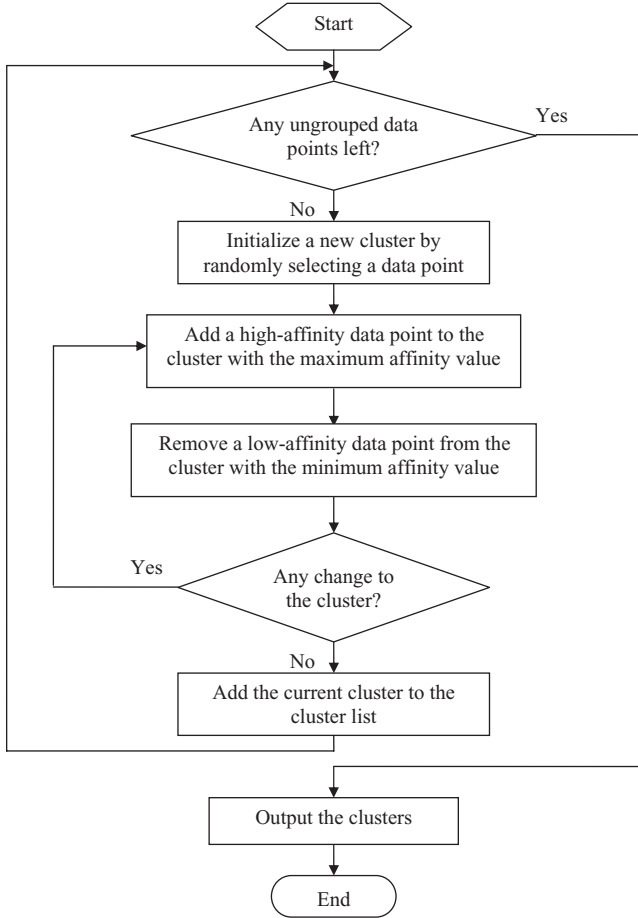 Start
Any ungrouped data
points left?
Yes
No
Initialize a new cluster by
randomly selecting a data point
Add a high-affinity data point to the
cluster with the maximum affinity value
Remove a low-affinity data point from the
cluster with the minimum affinity value
Yes
Any change to
the cluster?
No
Add the current cluster to the
cluster list
Output the clusters
End